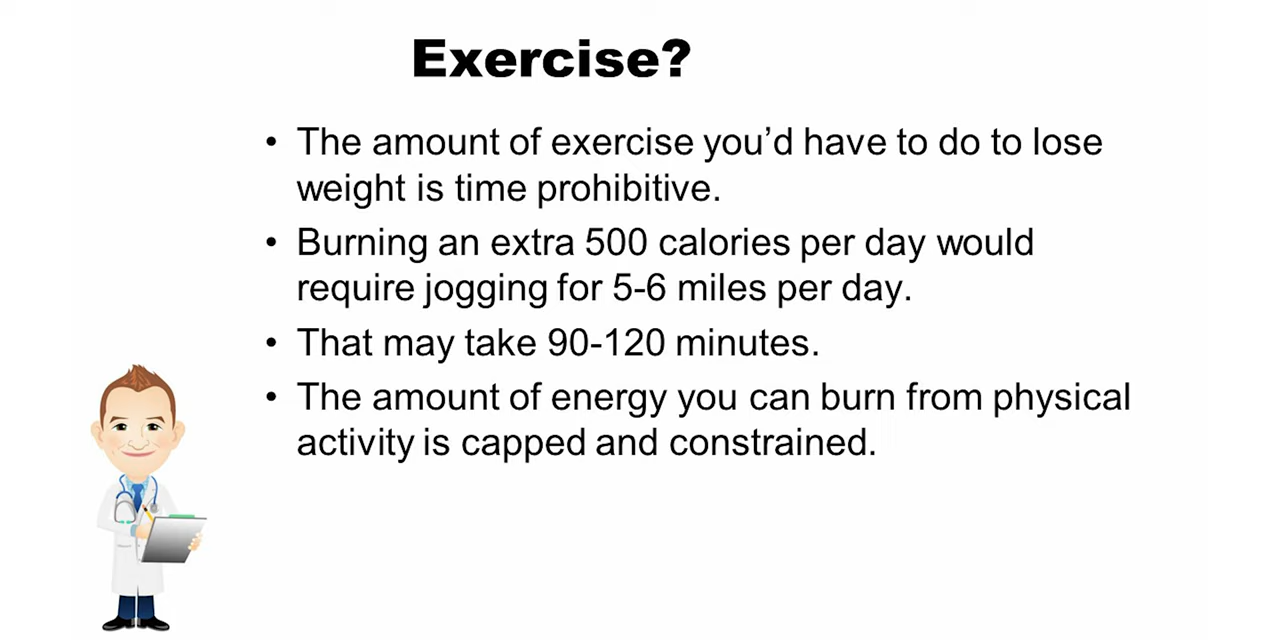 Exercise?
• The amount of exercise you’d have to do to lose
weight is time prohibitive.
• Burning an extra 500 calories per day would
require jogging for 5-6 miles per day.
• That may take 90-120 minutes.
• The amount of energy you can burn from physical
activity is capped and constrained.